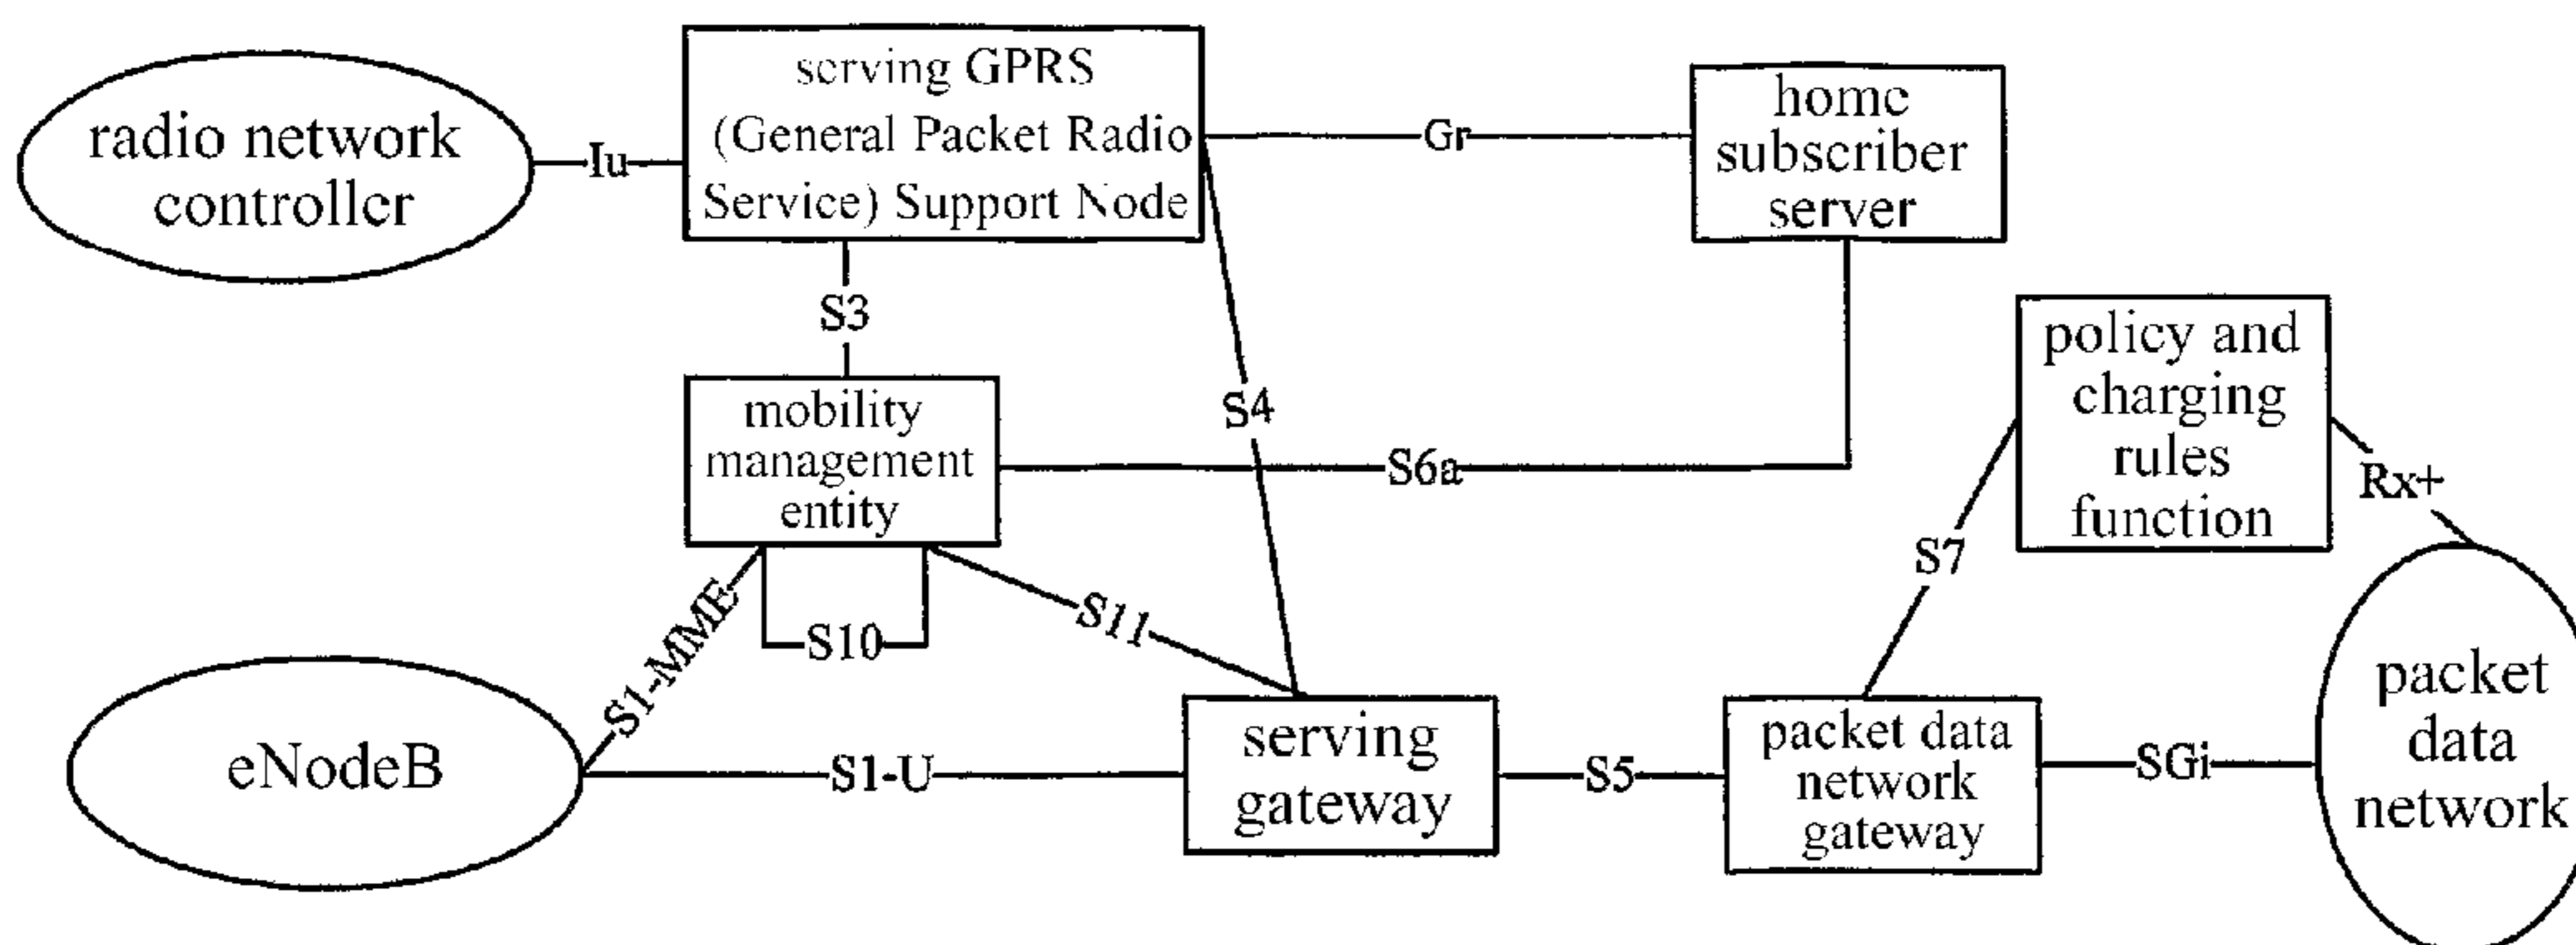 serving GPRS
(General Packet Radio
Service) Support Node
radio network
controller
Iu
Gr
home
subscriber
server
S3
S4
mobility
management
entity
S6a
policy and
charging
rules
function
Rx+
S7
S1-MME
S10
S11
eNodeB
S1-U
serving
gateway
S5
packet data
network
gateway
SGi
packet
data
network